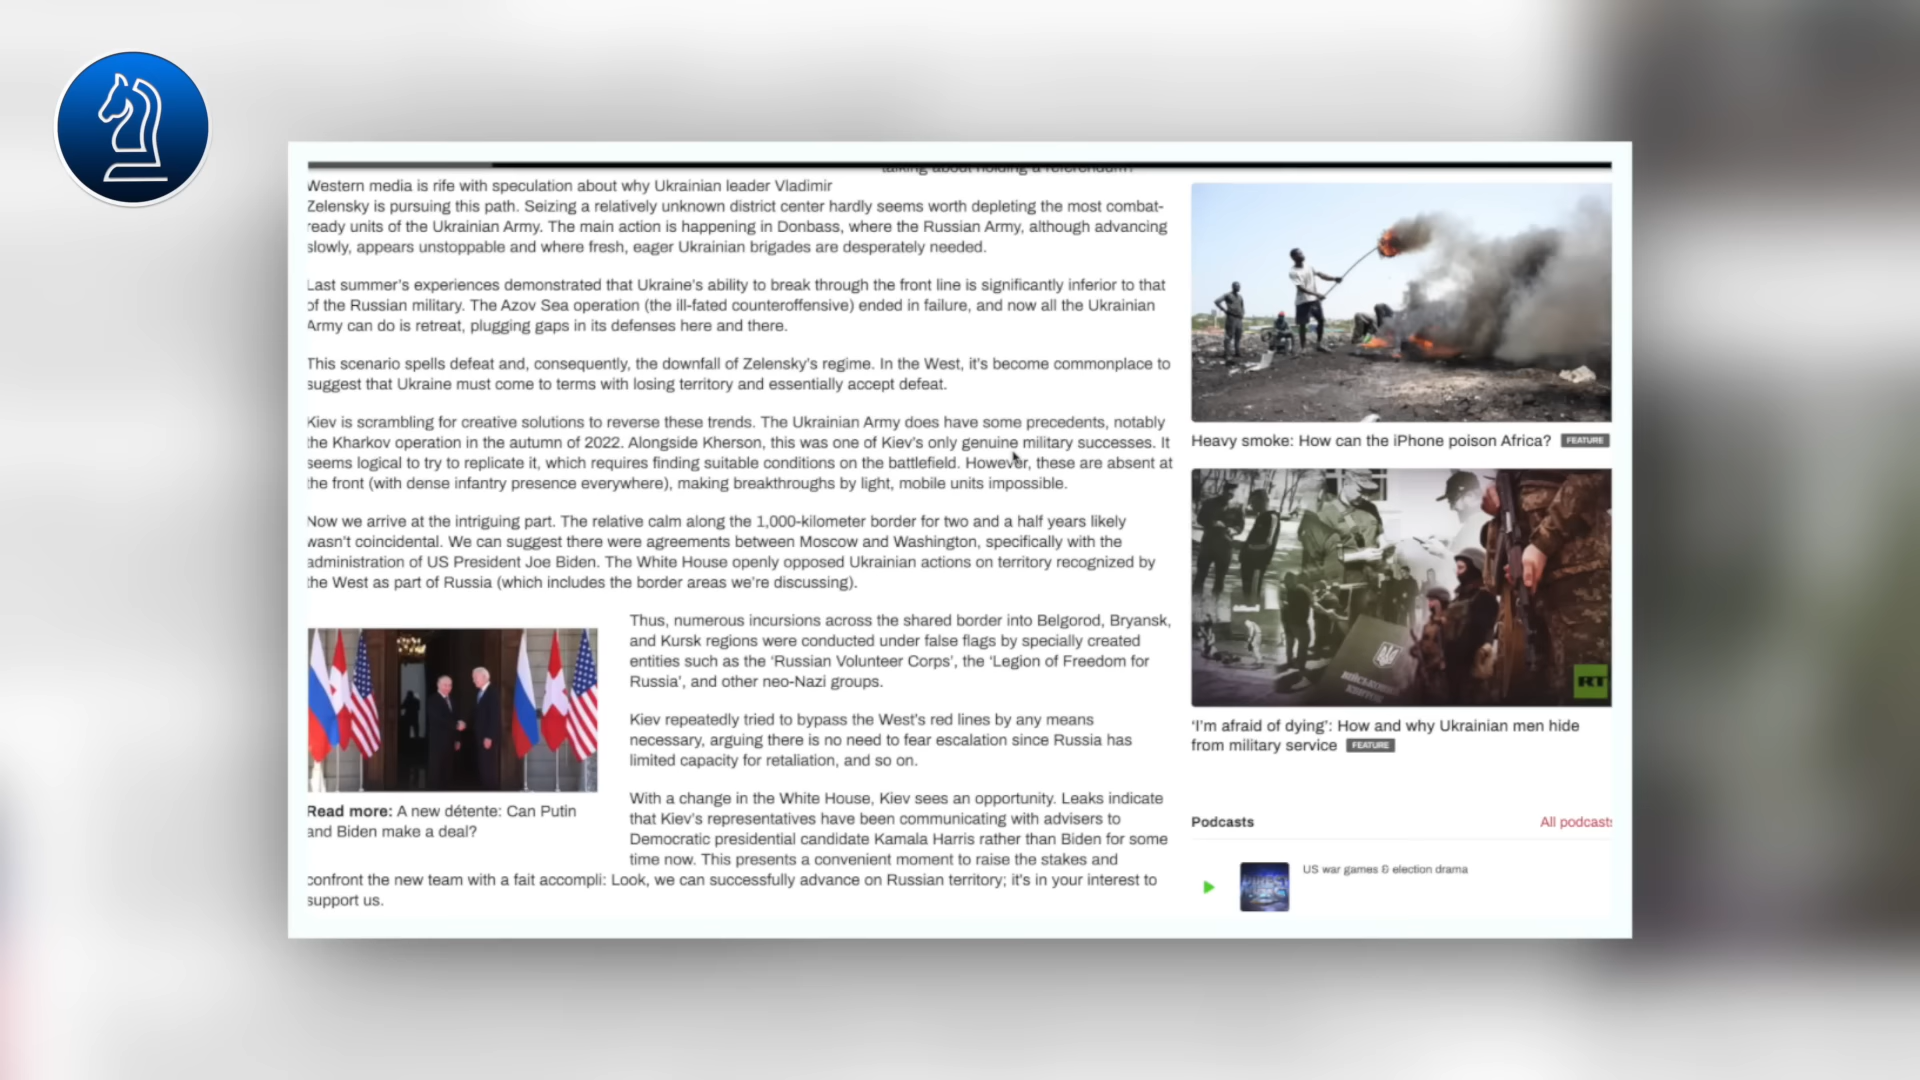 talking about holding a referendum?
Western media is rife with speculation about why Ukrainian leader Vladimir
Zelensky is pursuing this path. Seizing a relatively unknown district center hardly seems worth depleting the most combat-
ready units of the Ukrainian Army. The main action is happening in Donbass, where the Russian Army, although advancing
slowly, appears unstoppable and where fresh, eager Ukrainian brigades are desperately needed.
Last summer's experiences demonstrated that Ukraine's ability to break through the front line is significantly inferior to that
of the Russian military. The Azov Sea operation (the ill-fated counteroffensive) ended in failure, and now all the Ukrainian
Army can do is retreat, plugging gaps in its defenses here and there.
This scenario spells defeat and, consequently, the downfall of Zelensky's regime. In the West, it's become commonplace to
suggest that Ukraine must come to terms with losing territory and essentially accept defeat.
Kiev is scrambling for creative solutions to reverse these trends. The Ukrainian Army does have some precedents, notably
the Kharkov operation in the autumn of 2022. Alongside Kherson, this was one of Kiev's only genuine military successes. It
seems logical to try to replicate it, which requires finding suitable conditions on the battlefield. However, these are absent at
the front (with dense infantry presence everywhere), making breakthroughs by light, mobile units impossible.
Now we arrive at the intriguing part. The relative calm along the 1,000-kilometer border for two and a half years likely
wasn't coincidental. We can suggest there were agreements between Moscow and Washington, specifically with the
administration of US President Joe Biden. The White House openly opposed Ukrainian actions on territory recognized by
the West as part of Russia (which includes the border areas we're discussing).
Thus, numerous incursions across the shared border into Belgorod, Bryansk,
and Kursk regions were conducted under false flags by specially created
entities such as the 'Russian Volunteer Corps', the 'Legion of Freedom for
Russia', and other neo-Nazi groups.
Kiev repeatedly tried to bypass the West's red lines by any means
necessary, arguing there is no need to fear escalation since Russia has
limited capacity for retaliation, and so on.
With a change in the White House, Kiev sees an opportunity. Leaks indicate
that Kiev's representatives have been communicating with advisers to
Democratic presidential candidate Kamala Harris rather than Biden for some
time now. This presents a convenient moment to raise the stakes and
confront the new team with a fait accompli: Look, we can successfully advance on Russian territory; it's in your interest to
support us.
Read more: A new détente: Can Putin
and Biden make a deal?
Heavy smoke: How can the iPhone poison Africa? FEATURE
RT
'I'm afraid of dying': How and why Ukrainian men hide
from military service FEATURE
Podcasts
All podcasts
US war games & election drama